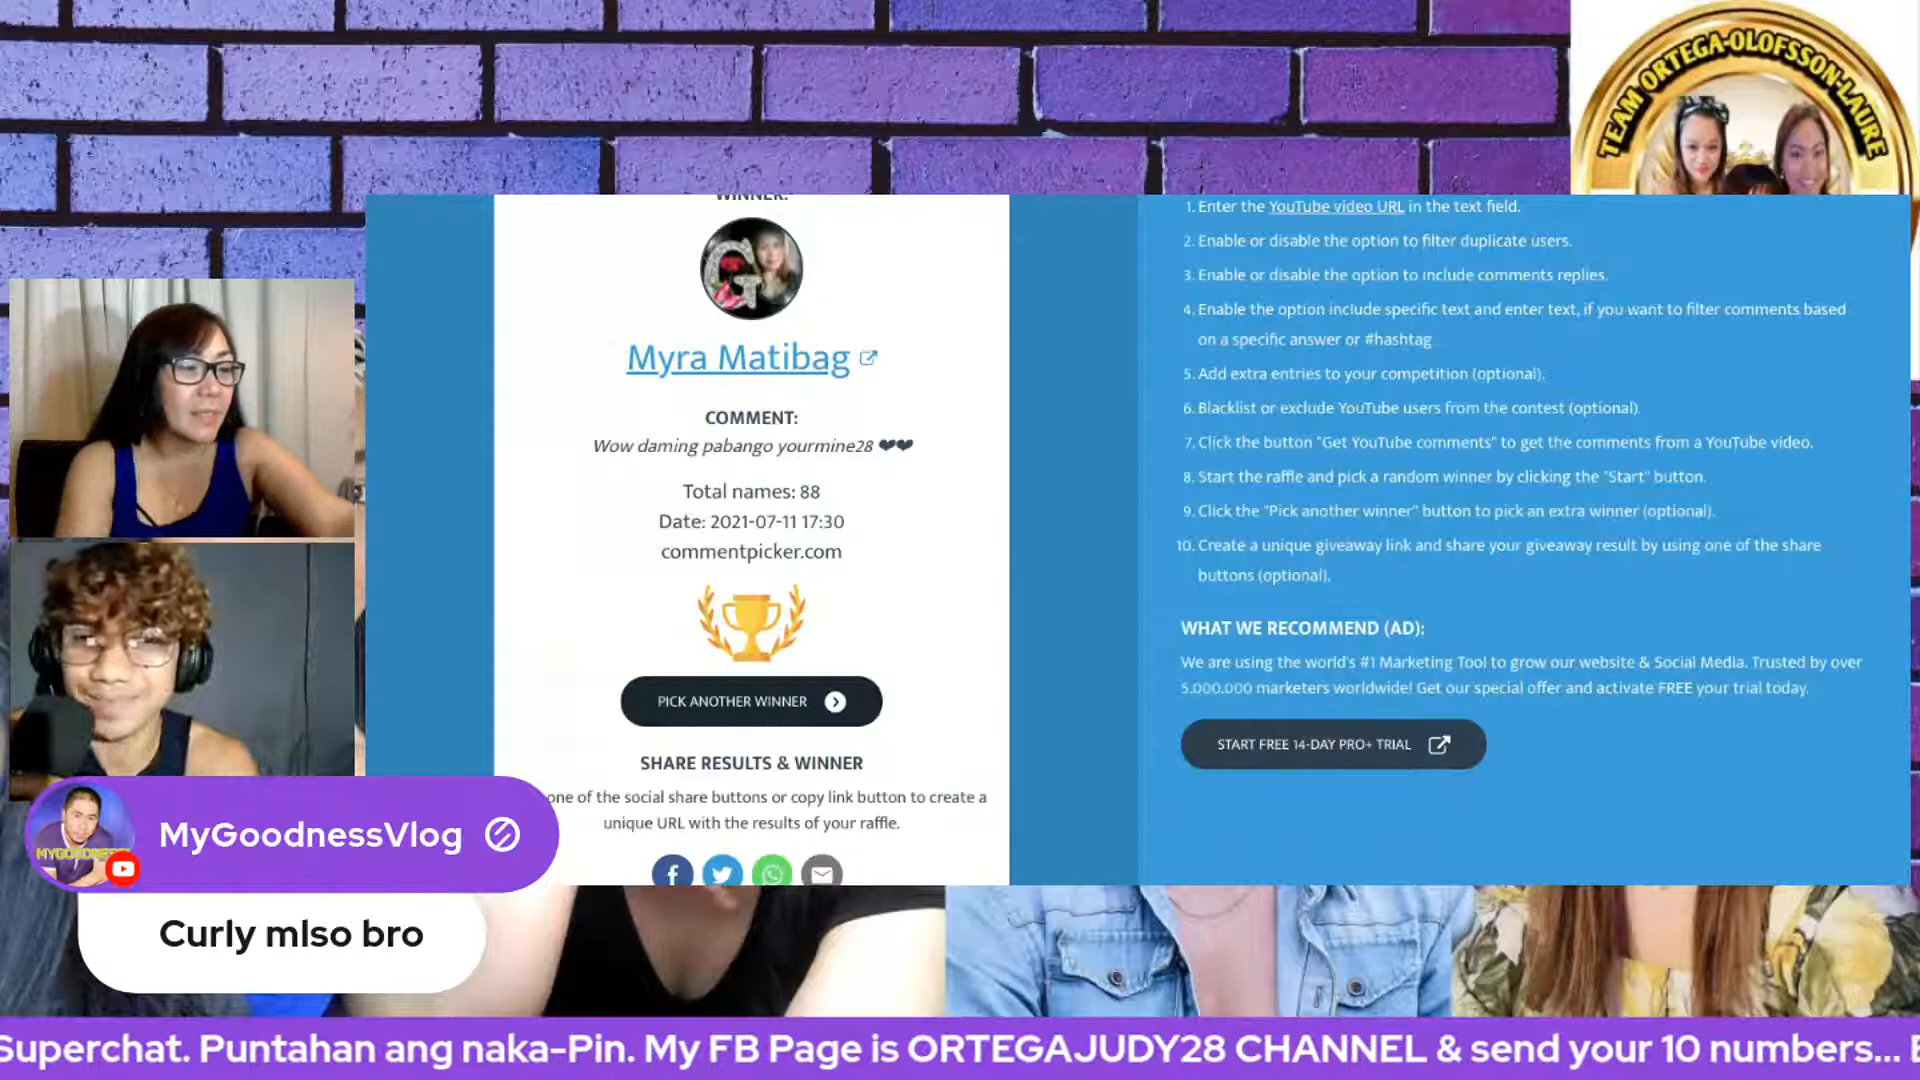 TEAM ORTEGA-OLOFSSON-LAURE
WINNER:
Myra Matibag
COMMENT:
Wow daming pabango yourmine28 ❤❤
Total names: 88
Date: 2021-07-11 17:30
commentpicker.com
PICK ANOTHER WINNER
SHARE RESULTS & WINNER
one of the social share buttons or copy link button to create a
unique URL with the results of your raffle.
1. Enter the YouTube video URL in the text field.
2. Enable or disable the option to filter duplicate users.
3. Enable or disable the option to include comments replies.
4. Enable the option include specific text and enter text, if you want to filter comments based
on a specific answer or #hashtag
5. Add extra entries to your competition (optional).
6. Blacklist or exclude YouTube users from the contest (optional).
7. Click the button "Get YouTube comments" to get the comments from a YouTube video.
8. Start the raffle and pick a random winner by clicking the "Start" button.
9. Click the "Pick another winner" button to pick an extra winner (optional).
10. Create a unique giveaway link and share your giveaway result by using one of the share
buttons (optional).
WHAT WE RECOMMEND (AD):
We are using the world's #1 Marketing Tool to grow our website & Social Media. Trusted by over
5.000.000 marketers worldwide! Get our special offer and activate FREE your trial today.
START FREE 14-DAY PRO+ TRIAL
MyGoodnessVlog
Curly mlso bro
Superchat. Puntahan ang naka-Pin. My FB Page is ORTEGAJUDY28 CHANNEL & send your 10 numbers...